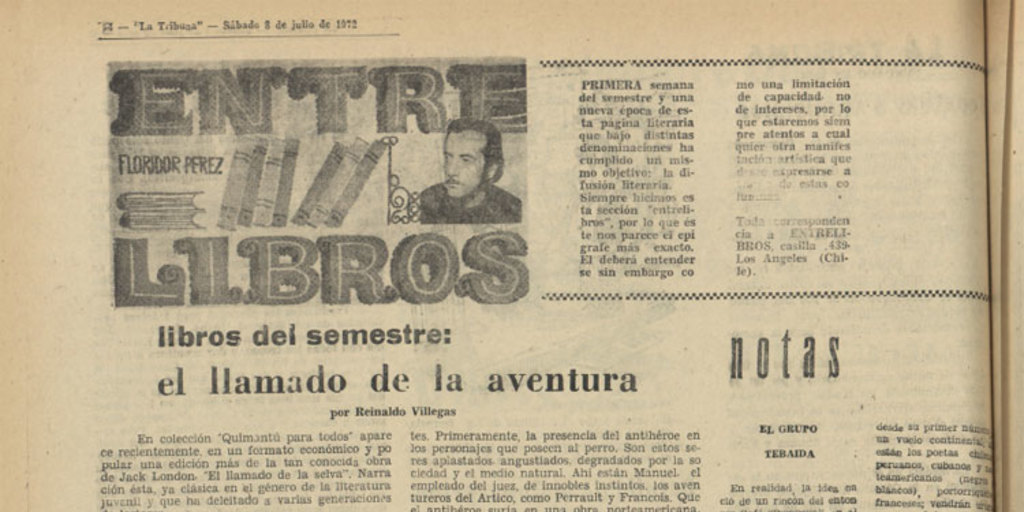 "La Tribuna" — Sábado 8 de julio de 1972
ENTRE
FLORIDOR PEREZ
LIBROS
PRIMERA semana
del semestre y una
nueva época de es-
ta página literaria
que bajo distintas
denominaciones ha
cumplido un mis-
mo objetivo: la di-
fusión literaria.
Siempre hicimos es
ta sección "entreli-
bros", por lo que és
te nos parece el epí
grafe más exacto.
El deberá entender
se sin embargo co
mo una limitación
de capacidad no
de intereses, por lo
que estaremos siem
pre atentos a cual
quier otra manifes
tación artística que
desee expresarse a
de estas co
Toda corresponden
cia a ENTRELI-
BROS, casilla 439-
Los Angeles (Chi-
le).
libros del semestre:
el llamado de la aventura
por Reinaldo Villegas
En colección "Quimantú para todos" apare
ce recientemente, en un formato económico y po
pular una edición más de la tan conocida obra
de Jack London. "El llamado de la selva". Narra
ción ésta, ya clásica en el género de la literatura
juvenil y que ha deleitado a varias generaciones
tes. Primeramente, la presencia del antihéroe en
los personajes que poseen al perro. Son estos se
res aplastados, angustiados, degradados por la so
ciedad y el medio natural. Ahí están Manuel, el
empleado del juez, de innobles instintos, los aven
tureros del Artico, como Perrault y Francois. Que
el antihéroe surja en una obra norteamericana,
notas
EL GRUPO
TEBAIDA
En realidad, la idea en
ció de un rincón del enton
desde su primer número
un vuelo continental,
están los poetas
peruanos, cubanos y
teamericanos (negros
blancos), portorriqueños
franceses; vendrán